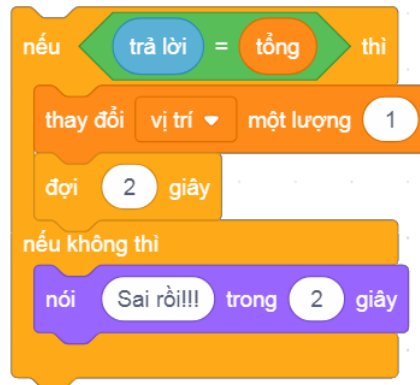 nếu trả lời = tổng thì
thay đổi vị trí một lượng 1
đợi 2 giây
nếu không thì
nói Sai rồi!!! trong 2 giây